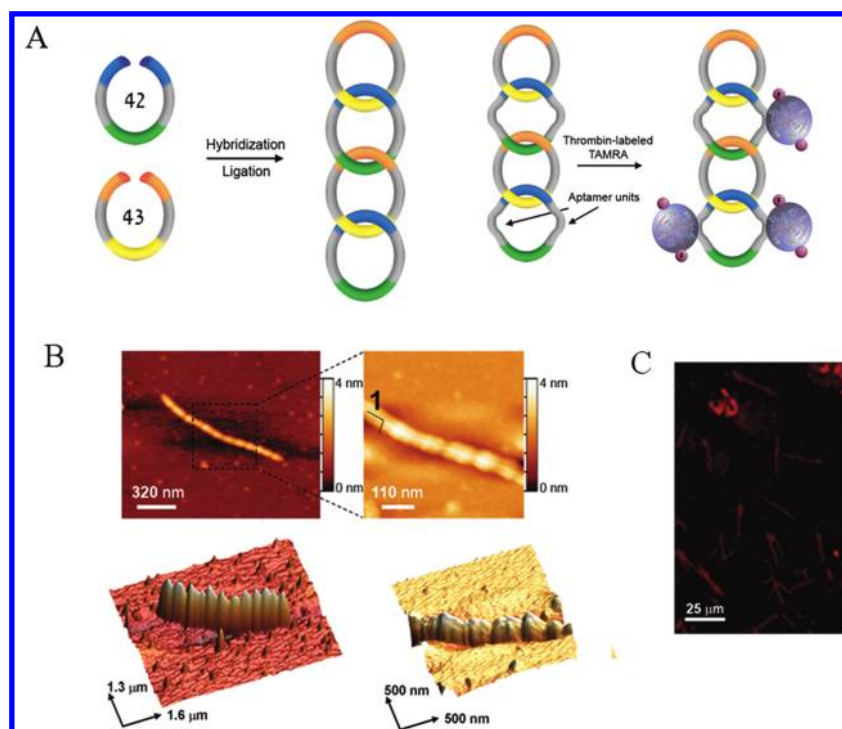 A
42
43
Hybridization
Ligation
Thrombin-labeled
TAMRA
Aptamer units
B
4 nm
0 nm
320 nm
1
4 nm
0 nm
110 nm
C
25 μm
1.3 μm
1.6 μm
500 nm
500 nm